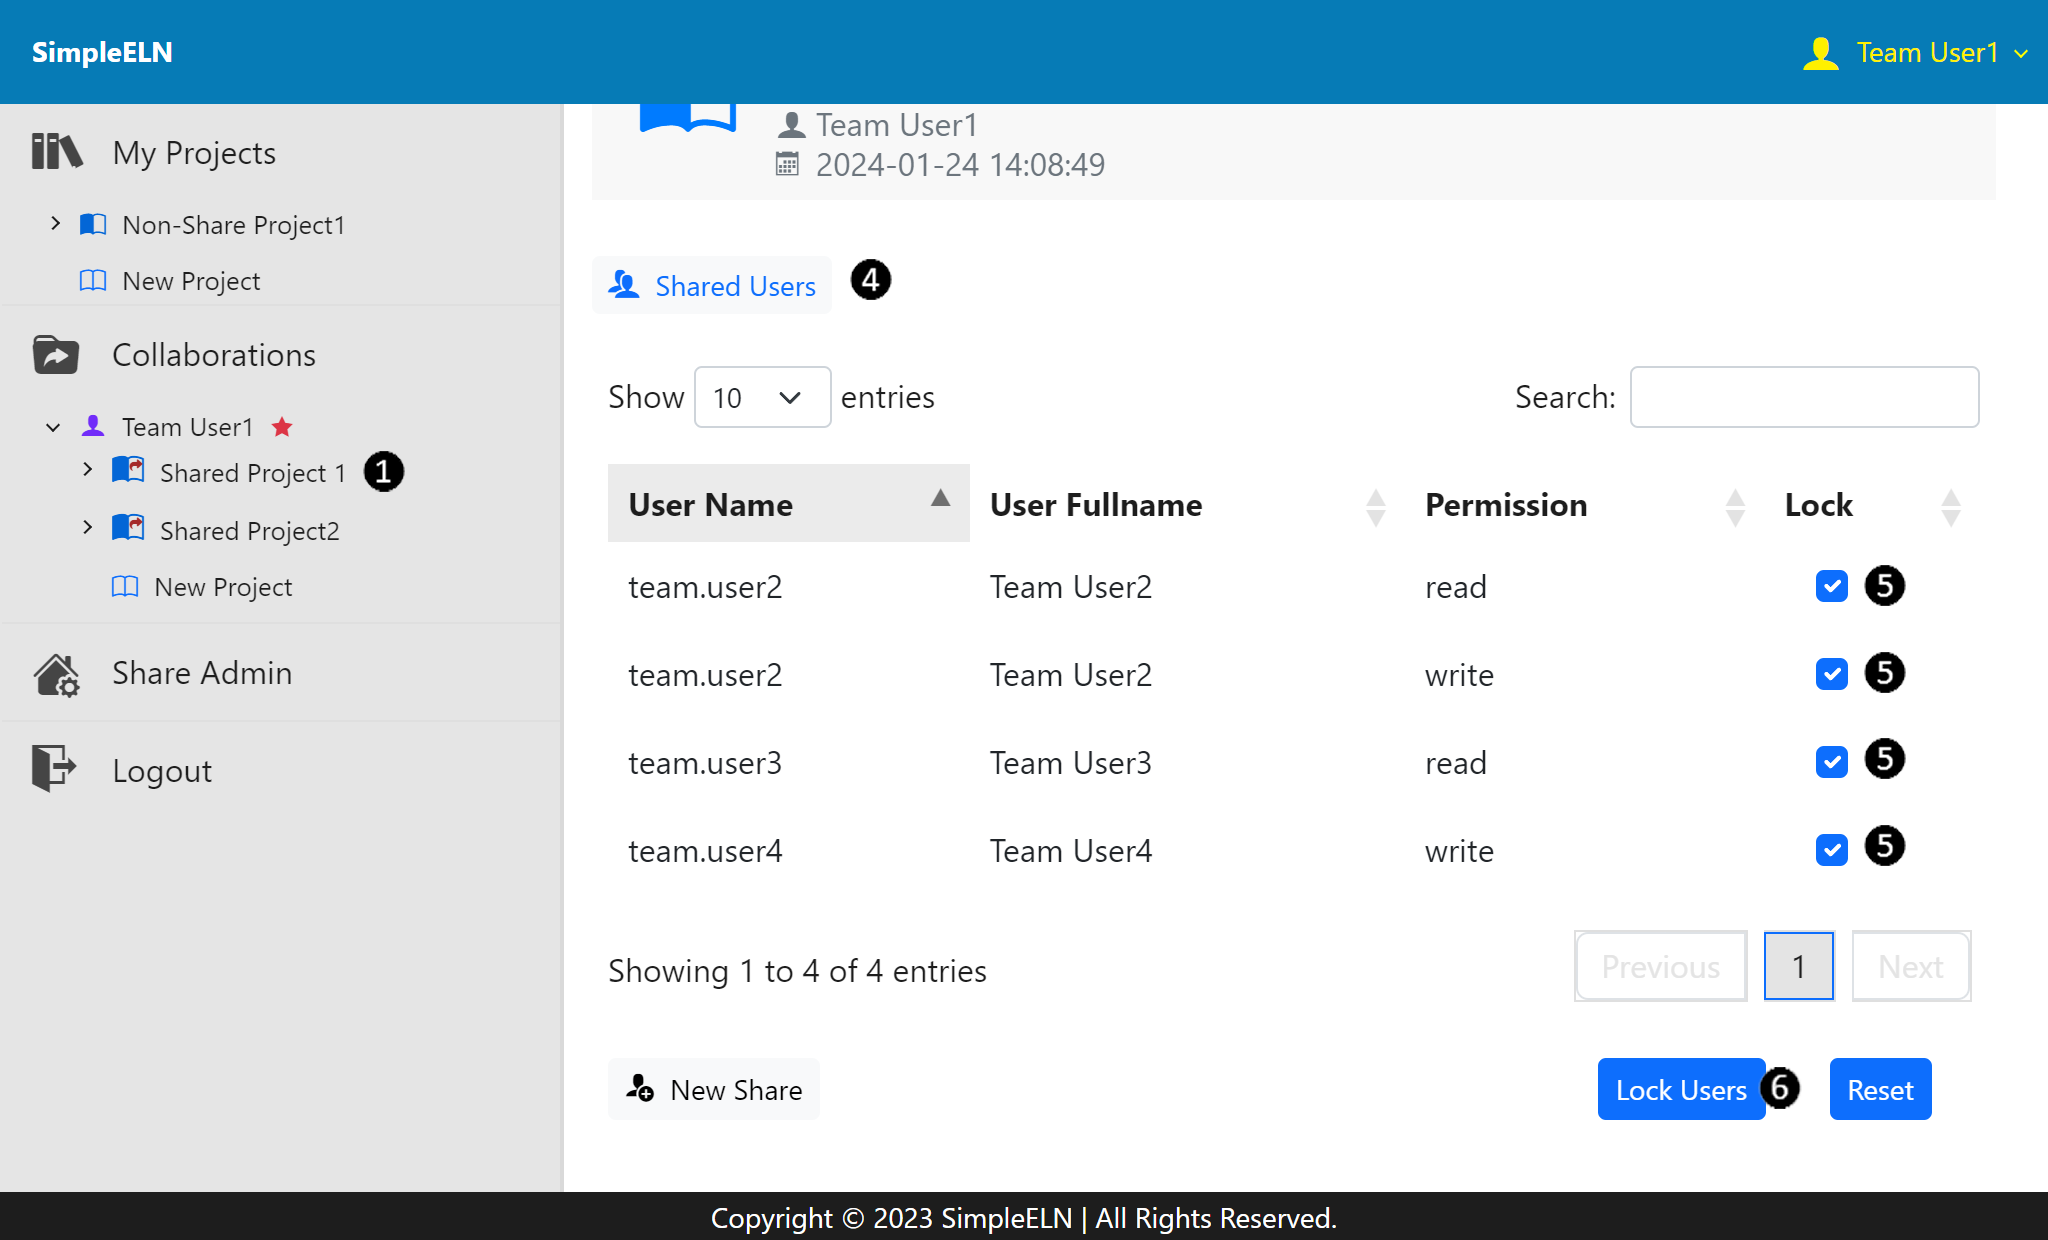 SimpleELN
Team User1
My Projects
Non-Share Project1
New Project
Collaborations
Team User1
Shared Project 1 1
Shared Project2
New Project
Share Admin
Logout
Team User1
2024-01-24 14:08:49
Shared Users 4
Show 10 entries
Search:
User Name User Fullname Permission Lock
team.user2 Team User2 read 5
team.user2 Team User2 write 5
team.user3 Team User3 read 5
team.user4 Team User4 write 5
Showing 1 to 4 of 4 entries
Previous 1 Next
New Share
Lock Users 6 Reset
Copyright © 2023 SimpleELN | All Rights Reserved.